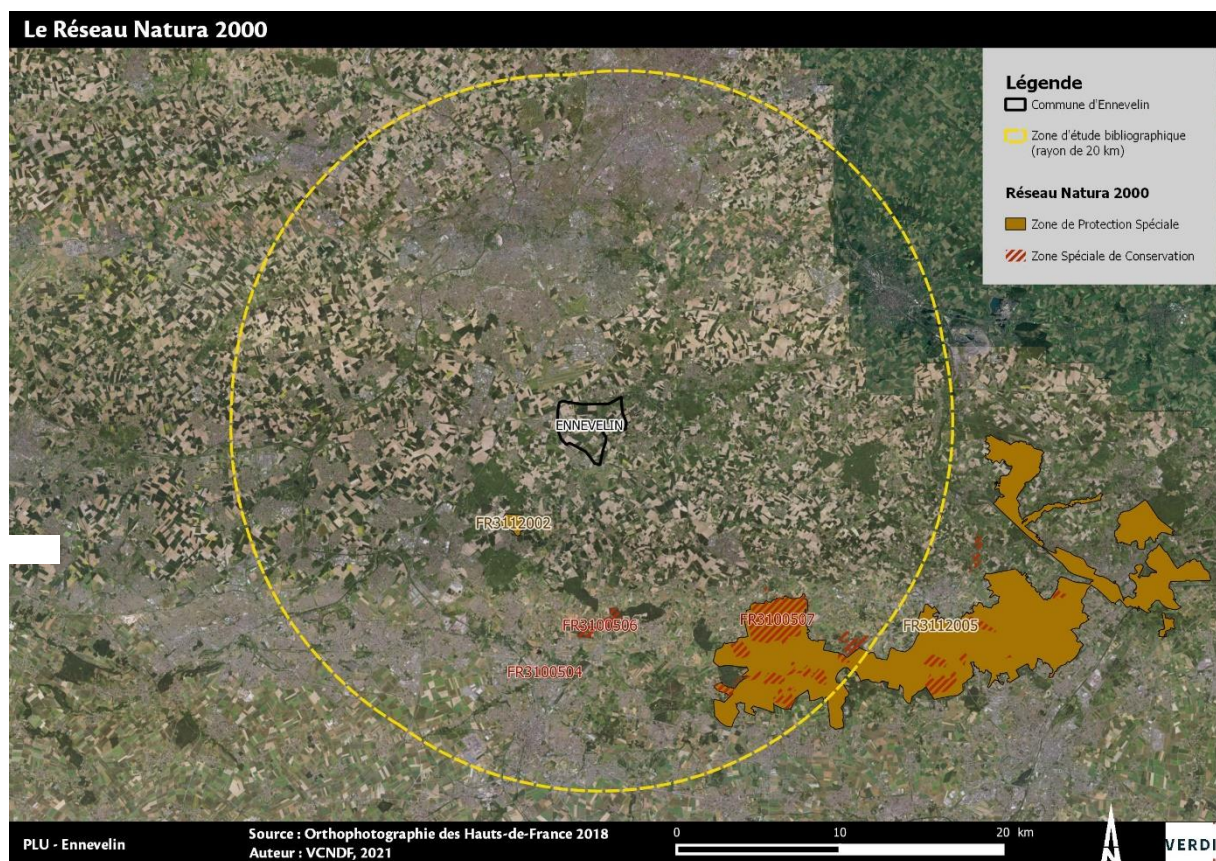 Le Réseau Natura 2000
Légende
Commune d'Ennevelin
Zone d'étude bibliographique
(rayon de 20 km)
Réseau Natura 2000
Zone de Protection Spéciale
Zone Spéciale de Conservation
ENNEVELIN
FR3112002
FR3100506
FR3100507
FR3112005
FR3100504
PLU - Ennevelin
Source : Orthophotographie des Hauts-de-France 2018
Auteur : VCNDF, 2021
0 10 20 km
N
VERDI